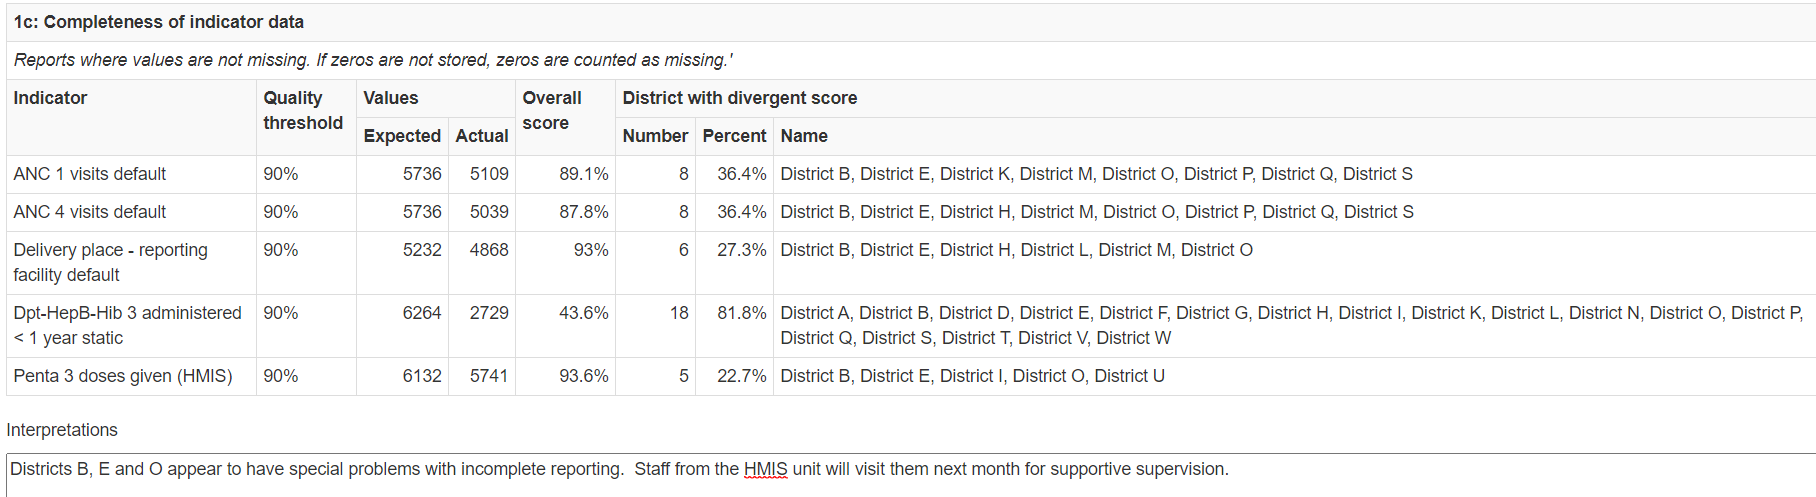 1c: Completeness of indicator data
Reports where values are not missing. If zeros are not stored, zeros are counted as missing.'
Indicator Quality threshold Values Overall score District with divergent score
Expected Actual Number Percent Name
ANC 1 visits default 90% 5736 5109 89.1% 8 36.4% District B, District E, District K, District M, District O, District P, District Q, District S
ANC 4 visits default 90% 5736 5039 87.8% 8 36.4% District B, District E, District H, District M, District O, District P, District Q, District S
Delivery place - reporting facility default 90% 5232 4868 93% 6 27.3% District B, District E, District H, District L, District M, District O
Dpt-HepB-Hib 3 administered < 1 year static 90% 6264 2729 43.6% 18 81.8% District A, District B, District D, District E, District F, District G, District H, District I, District K, District L, District N, District O, District P, District Q, District S, District T, District V, District W
Penta 3 doses given (HMIS) 90% 6132 5741 93.6% 5 22.7% District B, District E, District I, District O, District U
Interpretations
Districts B, E and O appear to have special problems with incomplete reporting.  Staff from the HMIS unit will visit them next month for supportive supervision.